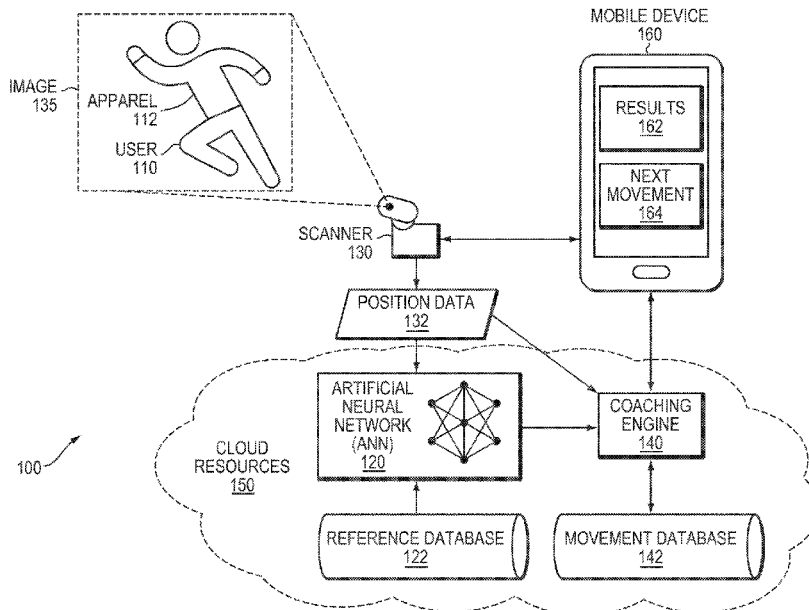 MOBILE DEVICE
160
IMAGE
135
APPAREL
112
USER
110
RESULTS
162
NEXT
MOVEMENT
164
SCANNER
130
POSITION DATA
132
ARTIFICIAL
NEURAL
NETWORK
(ANN)
120
COACHING
ENGINE
140
CLOUD
RESOURCES
150
100
REFERENCE DATABASE
122
MOVEMENT DATABASE
142